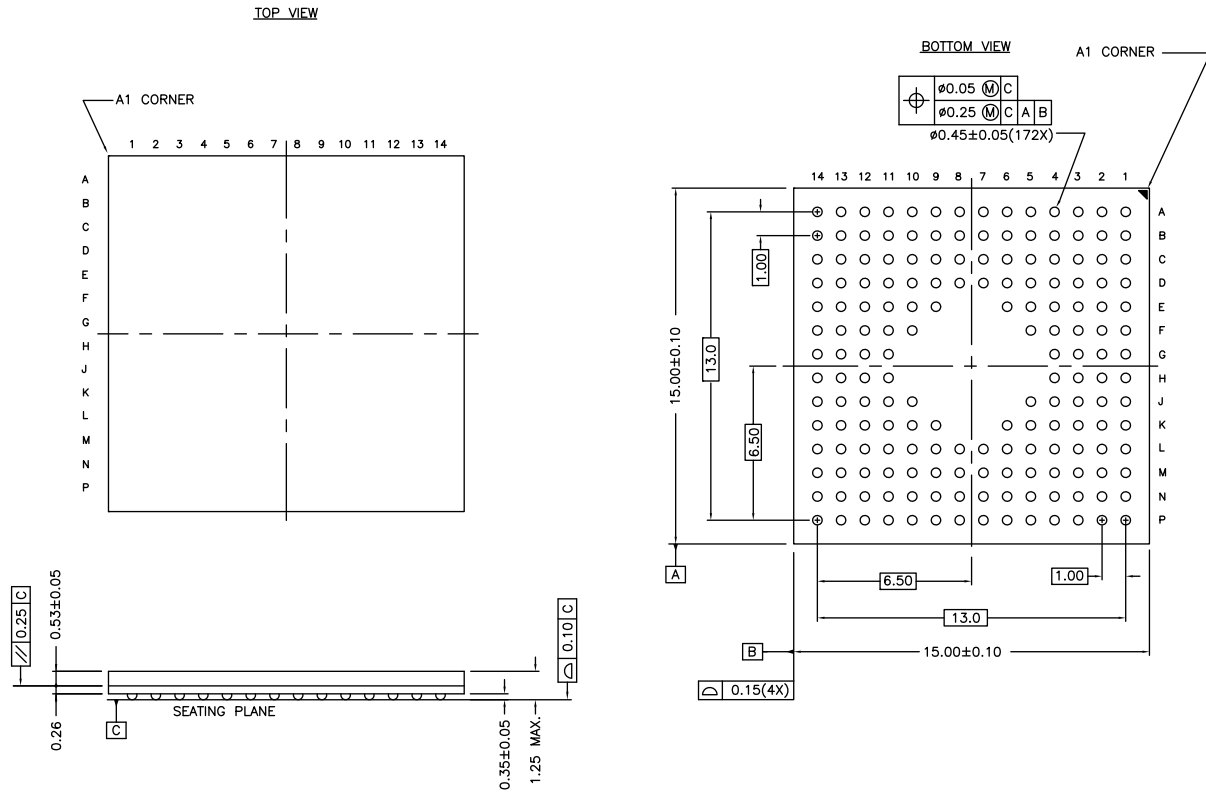 TOP VIEW
A1 CORNER
1 2 3 4 5 6 7 8 9 10 11 12 13 14
A
B
C
D
E
F
G
H
J
K
L
M
N
P
0.25 C
0.53±0.05
0.26
C
SEATING PLANE
0.35±0.05
1.25 MAX.
0.10 C
BOTTOM VIEW
A1 CORNER
ø0.05 Ⓜ C
ø0.25 Ⓜ C A B
ø0.45±0.05(172X)
14 13 12 11 10 9 8 7 6 5 4 3 2 1
A
B
C
D
E
F
G
H
J
K
L
M
N
P
1.00
13.0
15.00±0.10
6.50
A
6.50
1.00
13.0
B
15.00±0.10
0.15(4X)